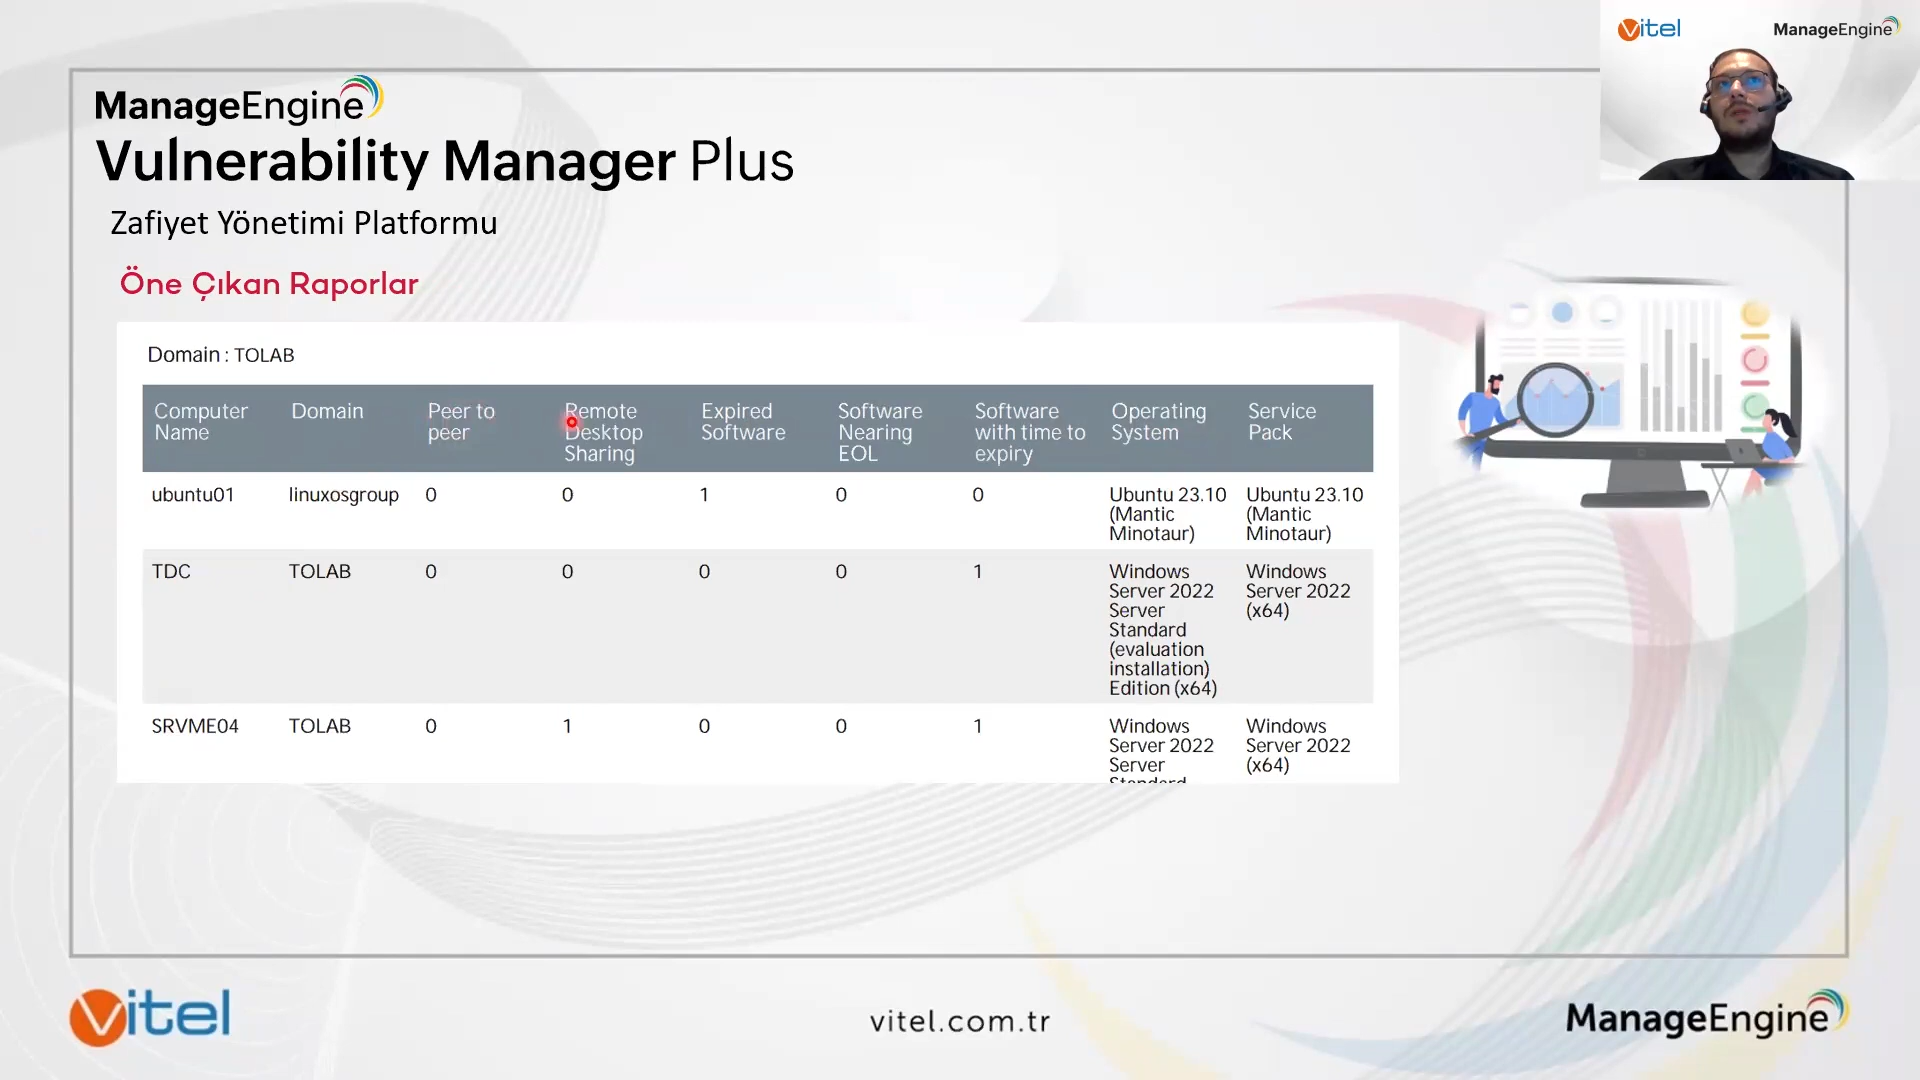 vitel
ManageEngine
ManageEngine
Vulnerability Manager Plus
Zafiyet Yönetimi Platformu
Öne Çıkan Raporlar
Domain : TOLAB
Computer Name
Domain
Peer to peer
Remote Desktop Sharing
Expired Software
Software Nearing EOL
Software with time to expiry
Operating System
Service Pack
ubuntu01
linuxosgroup
0
0
1
0
0
Ubuntu 23.10 (Mantic Minotaur)
Ubuntu 23.10 (Mantic Minotaur)
TDC
TOLAB
0
0
0
0
1
Windows Server 2022 Server Standard (evaluation installation) Edition (x64)
Windows Server 2022 (x64)
SRVME04
TOLAB
0
1
0
0
1
Windows Server 2022 Server
Windows Server 2022 (x64)
vitel
vitel.com.tr
ManageEngine